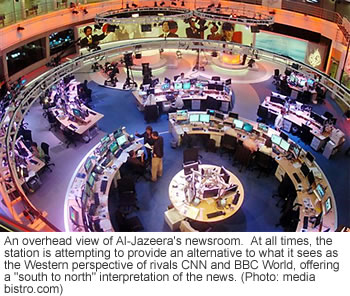 An overhead view of Al-Jazeera's newsroom.  At all times, the
station is attempting to provide an alternative to what it sees as
the Western perspective of rivals CNN and BBC World, offering
a "south to north" interpretation of the news. (Photo: media
bistro.com)